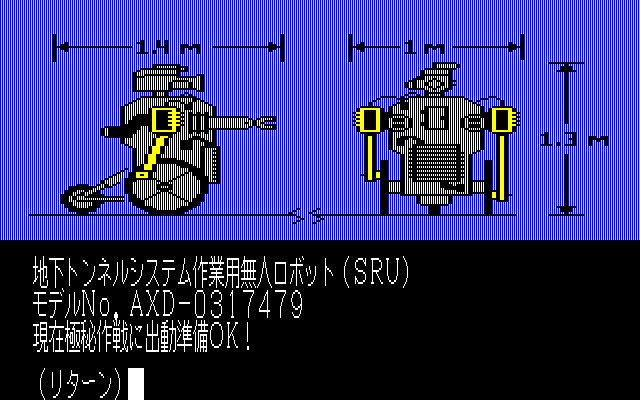 1.4 m
1 m
1.3 m
地下トンネルシステム作業用無人ロボット(SRU)
モデルNo.AXD-0317479
現在極秘作戦に出動準備OK!
(リターン)